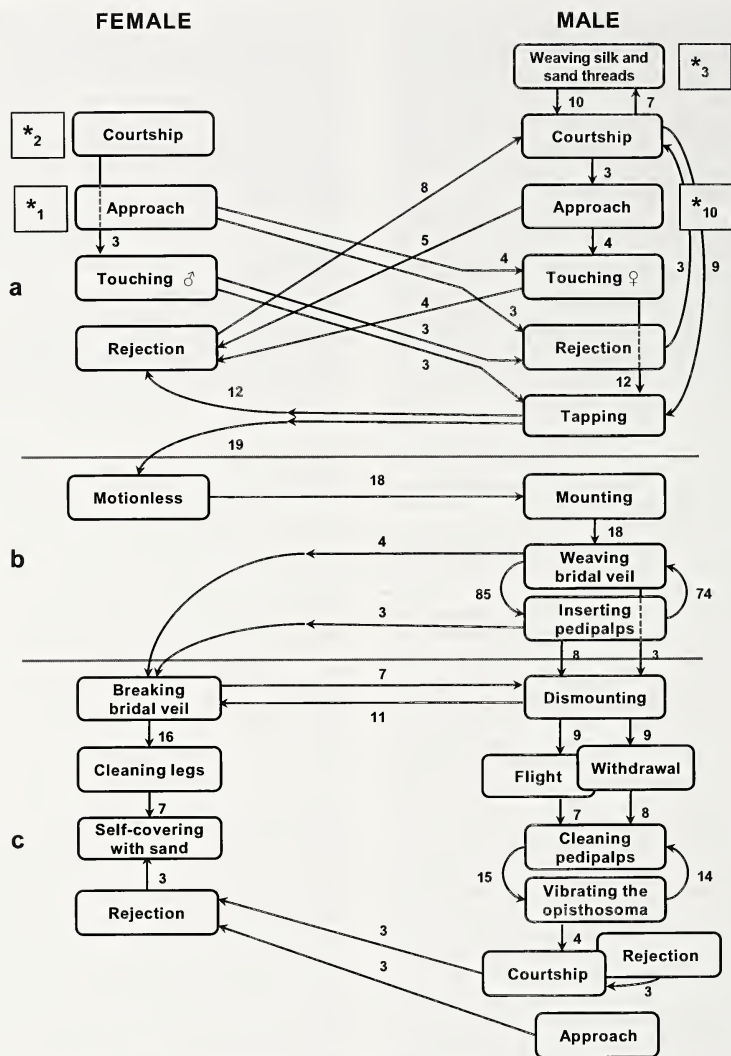 FEMALE
MALE
Weaving silk and
sand threads
*3
10
7
*2
Courtship
Courtship
8
3
*1
Approach
Approach
*10
5
3
4
4
3
9
a
Touching ♂
Touching ♀
4
3
3
Rejection
Rejection
3
12
12
Tapping
19
Motionless
18
Mounting
18
b
4
Weaving
bridal veil
85
74
3
Inserting
pedipalps
8
3
Breaking
bridal veil
7
Dismounting
11
16
9
9
Cleaning legs
Flight
Withdrawal
7
7
8
c
Self-covering
with sand
Cleaning
pedipalps
3
15
14
Rejection
Vibrating the
opisthosoma
3
4
Rejection
3
Courtship
3
Approach